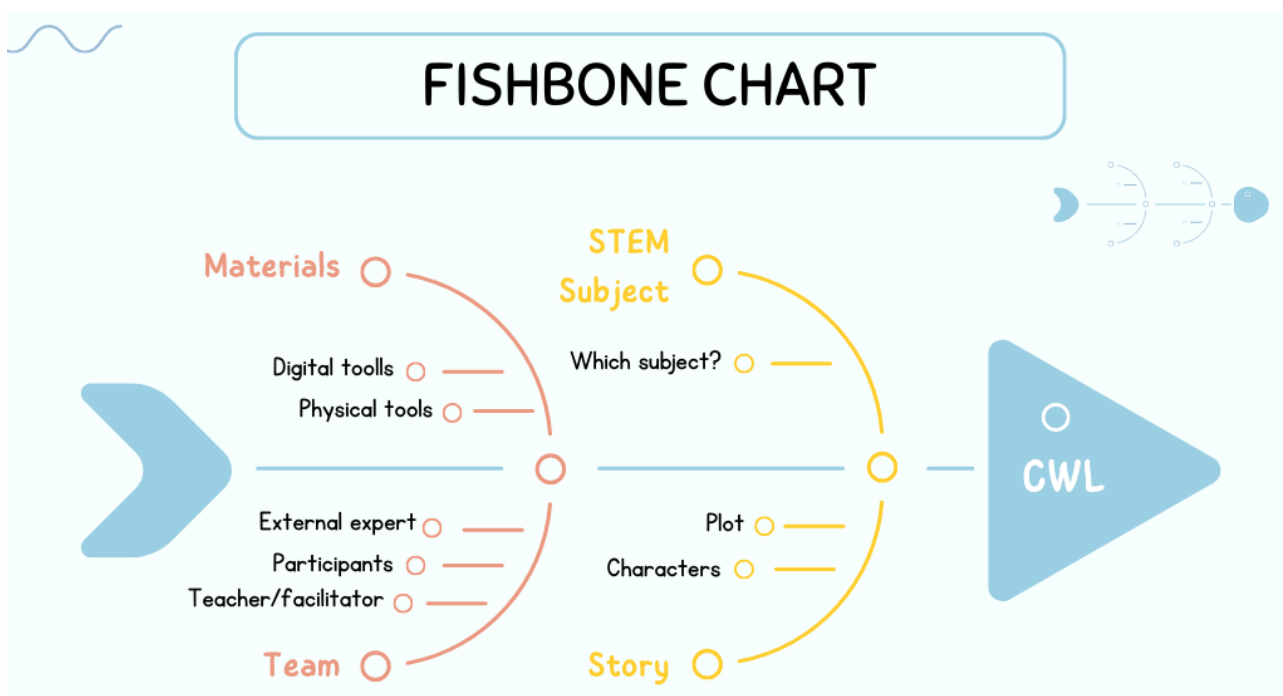 FISHBONE CHART
Materials
Digital toolls
Physical tools
STEM
Subject
Which subject?
CWL
External expert
Participants
Teacher/facilitator
Team
Plot
Characters
Story